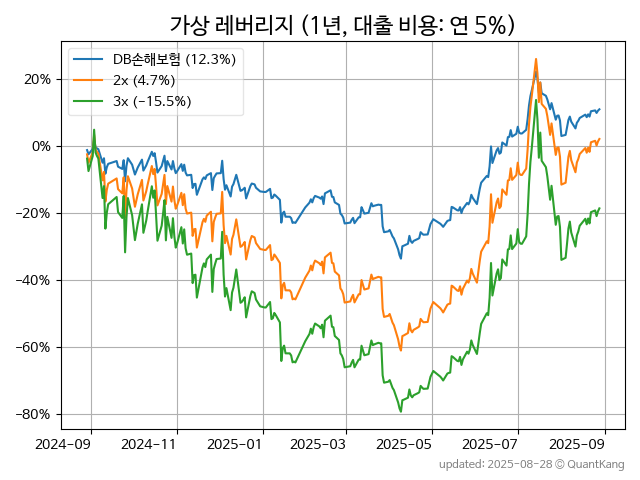 가상 레버리지 (1년, 대출 비용: 연 5%)
DB손해보험 (12.3%)
2x (4.7%)
3x (-15.5%)
20%
0%
−20%
−40%
−60%
−80%
2024-09 2024-11 2025-01 2025-03 2025-05 2025-07 2025-09
updated: 2025-08-28 © QuantKang